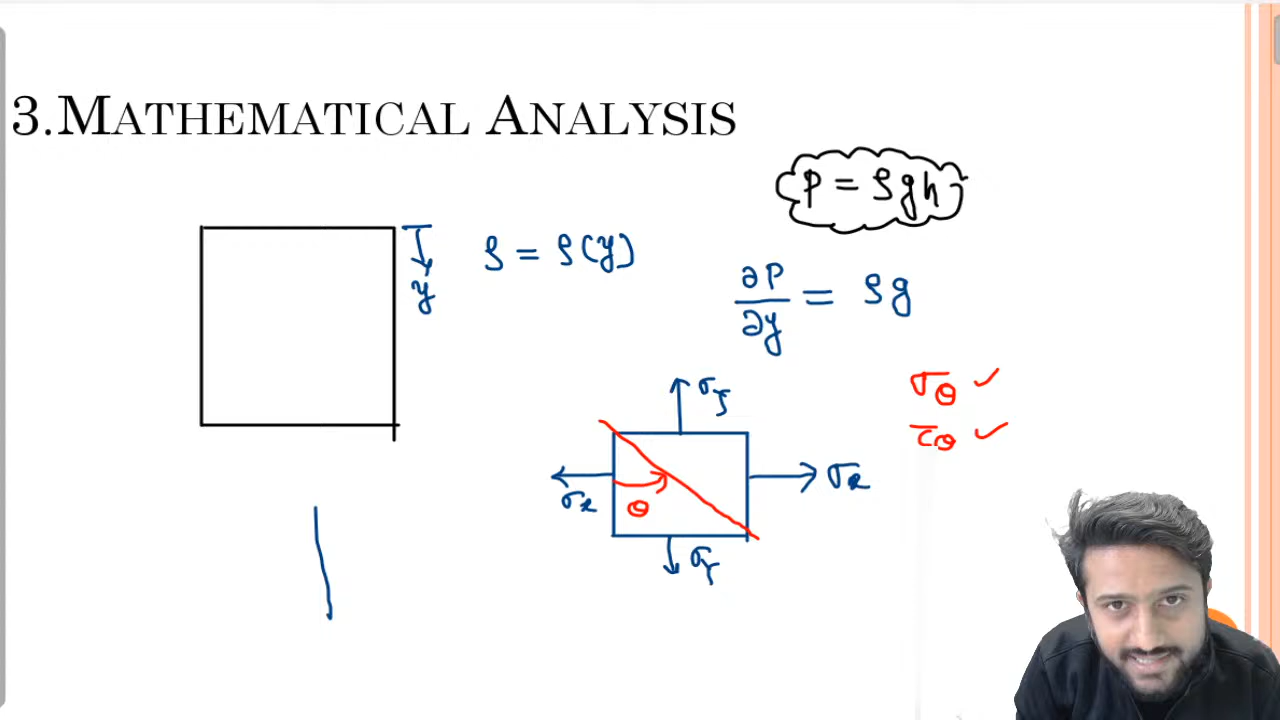 3. MATHEMATICAL ANALYSIS
P = ρgh
ρ = ρ(y)
y
∂P/∂y = ρg
σy
σθ ✓
τθ ✓
σx
σx
θ
σy